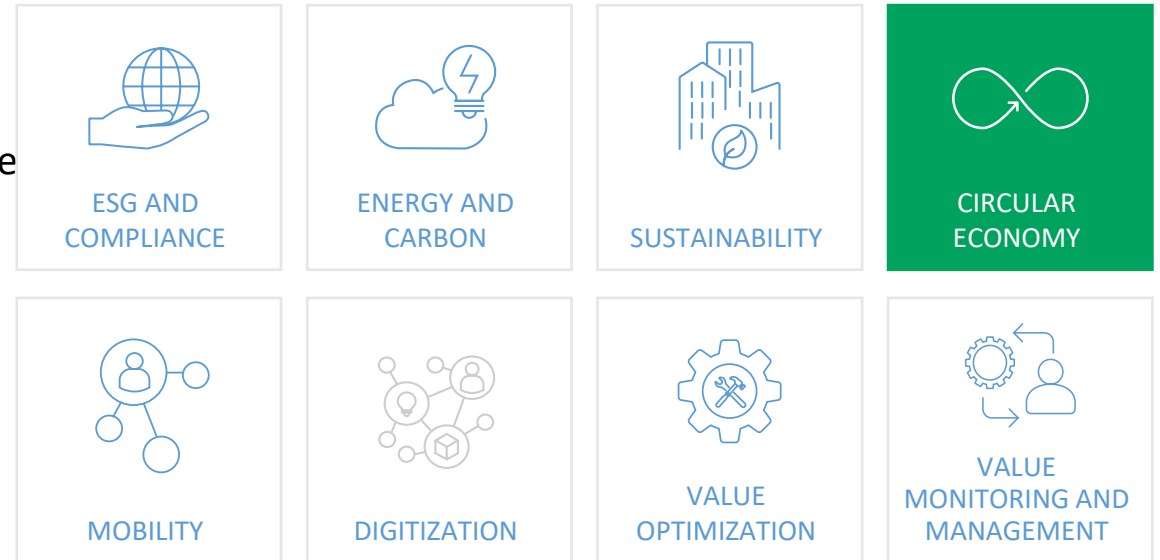 e
ESG AND
COMPLIANCE
ENERGY AND
CARBON
SUSTAINABILITY
CIRCULAR
ECONOMY
MOBILITY
DIGITIZATION
VALUE
OPTIMIZATION
VALUE
MONITORING AND
MANAGEMENT